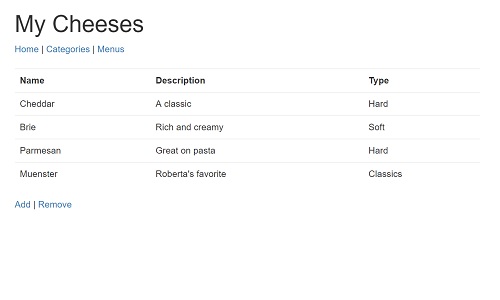 My Cheeses
Home | Categories | Menus
Name Description Type
Cheddar A classic Hard
Brie Rich and creamy Soft
Parmesan Great on pasta Hard
Muenster Roberta's favorite Classics
Add | Remove